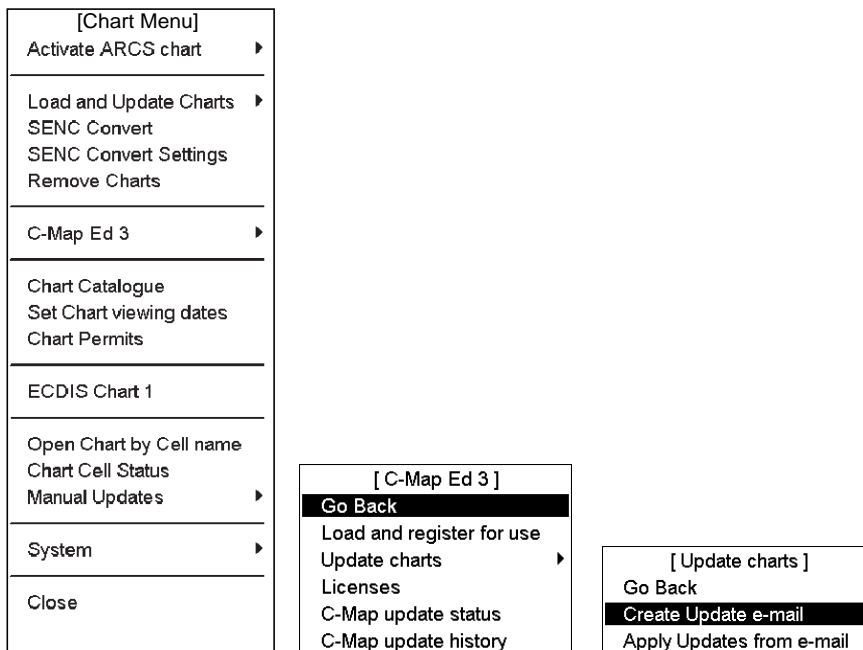 [Chart Menu]
Activate ARCS chart
Load and Update Charts
SENC Convert
SENC Convert Settings
Remove Charts
C-Map Ed 3
Chart Catalogue
Set Chart viewing dates
Chart Permits
ECDIS Chart 1
Open Chart by Cell name
Chart Cell Status
Manual Updates
System
Close
[ C-Map Ed 3 ]
Go Back
Load and register for use
Update charts
Licenses
C-Map update status
C-Map update history
[ Update charts ]
Go Back
Create Update e-mail
Apply Updates from e-mail